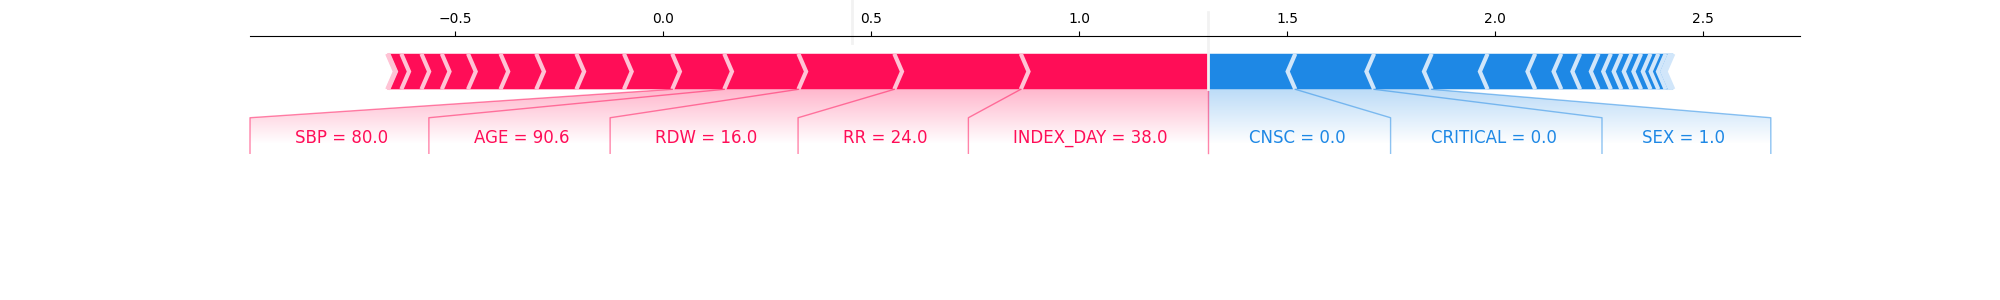 −0.5 0.0 0.5 1.0 1.5 2.0 2.5
SBP = 80.0 AGE = 90.6 RDW = 16.0 RR = 24.0 INDEX_DAY = 38.0 CNSC = 0.0 CRITICAL = 0.0 SEX = 1.0